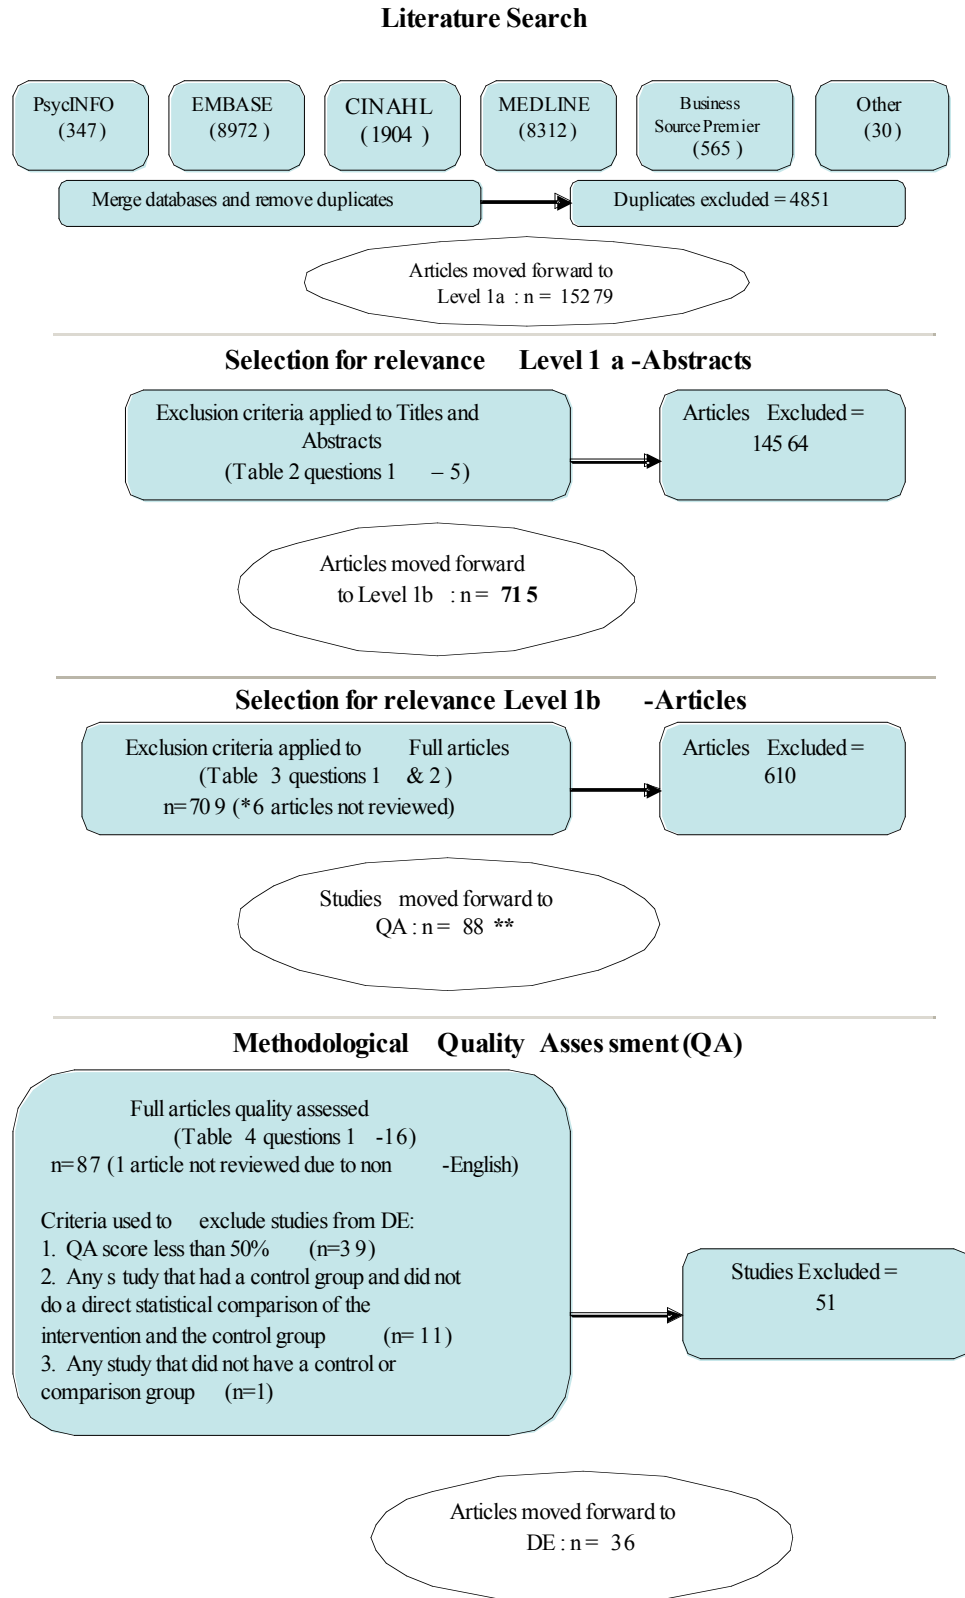 Literature Search
PsycINFO
(347)
EMBASE
(8972)
CINAHL
(1904)
MEDLINE
(8312)
Business
Source Premier
(565)
Other
(30)
Merge databases and remove duplicates
Duplicates excluded = 4851
Articles moved forward to
Level 1a : n = 15279
Selection for relevance Level 1 a -Abstracts
Exclusion criteria applied to Titles and
Abstracts
(Table 2 questions 1 – 5)
Articles Excluded =
14564
Articles moved forward
to Level 1b : n = 715
Selection for relevance Level 1b -Articles
Exclusion criteria applied to Full articles
(Table 3 questions 1 & 2)
n=709 (*6 articles not reviewed)
Articles Excluded =
610
Studies moved forward to
QA : n = 88 **
Methodological Quality Assessment (QA)
Full articles quality assessed
(Table 4 questions 1 -16)
n=87 (1 article not reviewed due to non -English)
Criteria used to exclude studies from DE:
1. QA score less than 50% (n=39)
2. Any study that had a control group and did not
do a direct statistical comparison of the
intervention and the control group (n= 11)
3. Any study that did not have a control or
comparison group (n=1)
Studies Excluded =
51
Articles moved forward to
DE : n = 36